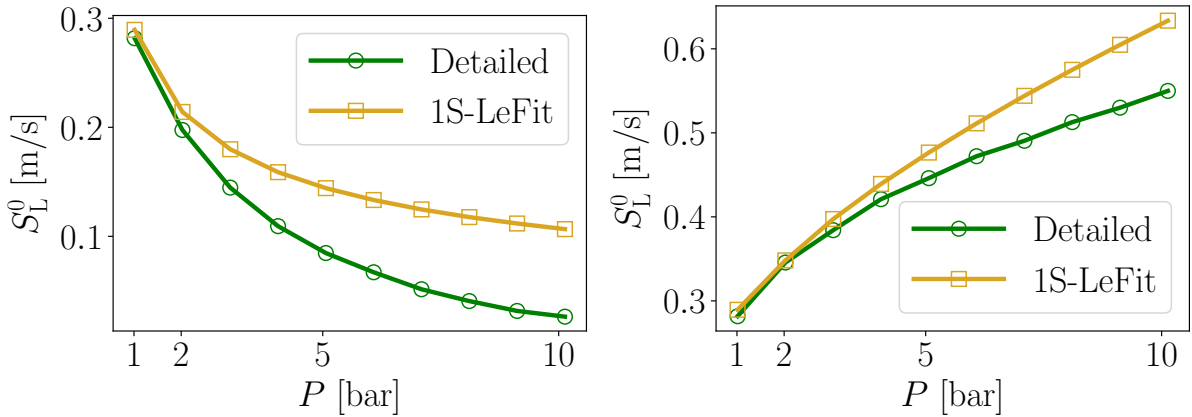 0.3
0.2
0.1
S_L^0 [m/s]
Detailed
1S-LeFit
1 2 5 10
P [bar]
0.6
0.5
0.4
0.3
S_L^0 [m/s]
Detailed
1S-LeFit
1 2 5 10
P [bar]